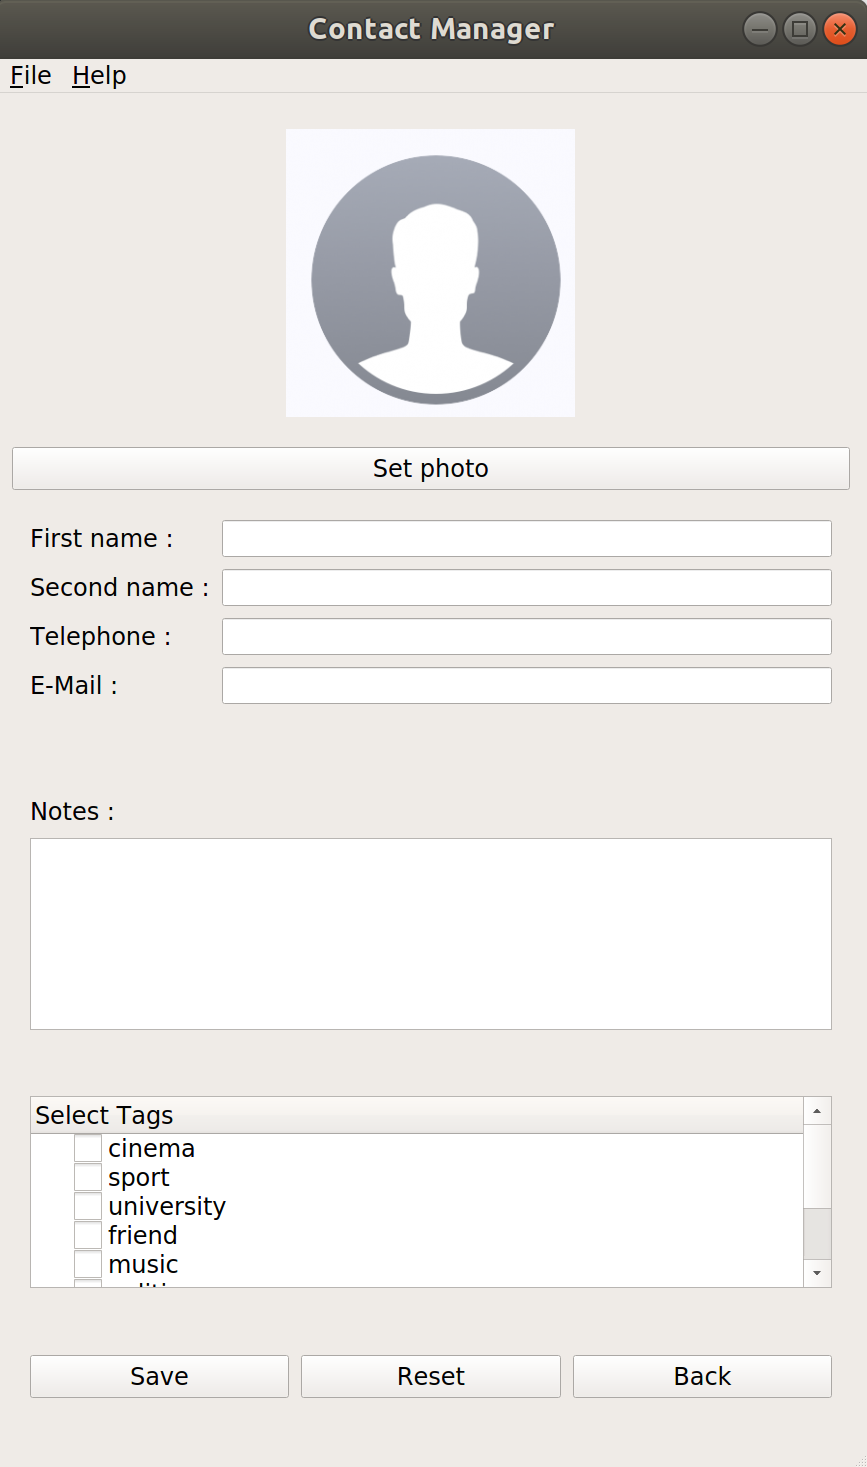 Contact Manager
File Help
Set photo
First name :
Second name :
Telephone :
E-Mail :
Notes :
Select Tags
cinema
sport
university
friend
music
Save Reset Back